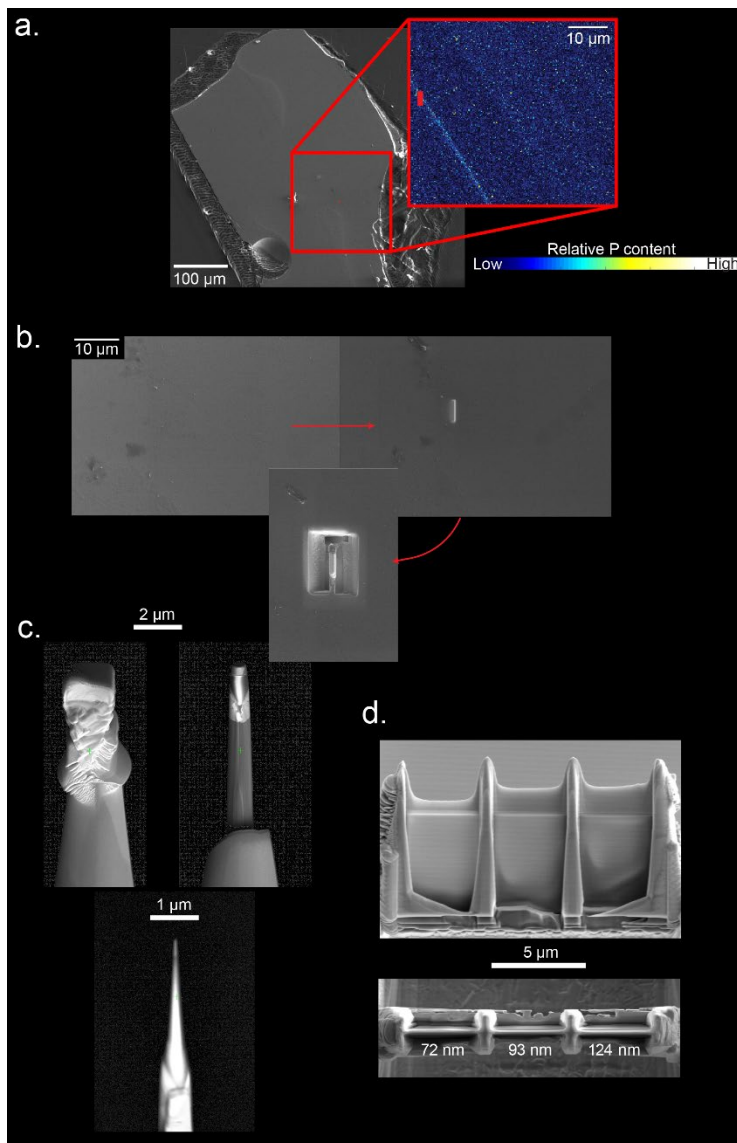 a.
10 µm
100 µm
Relative P content
Low
High
b.
10 µm
2 µm
c.
d.
1 µm
5 µm
72 nm
93 nm
124 nm